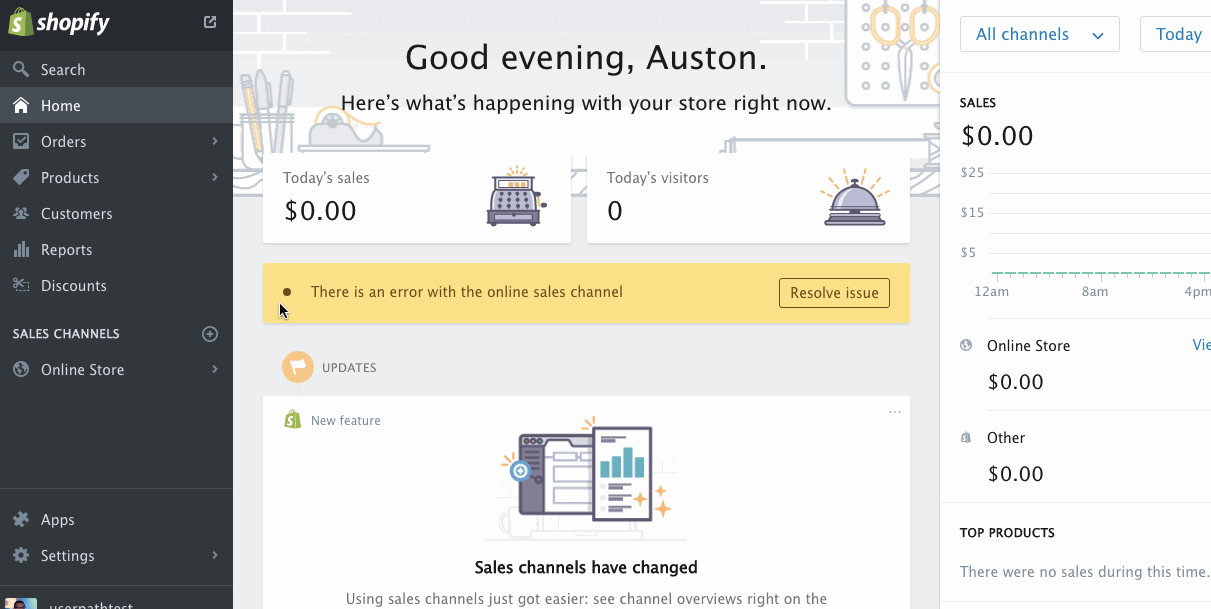 shopify
Search
Home
Orders
Products
Customers
Reports
Discounts
SALES CHANNELS
Online Store
Apps
Settings
usernathtest
Good evening, Auston.
Here's what's happening with your store right now.
Today's sales
$0.00
Today's visitors
0
There is an error with the online sales channel
Resolve issue
UPDATES
New feature
Sales channels have changed
Using sales channels just got easier: see channel overviews right on the
All channels
Today
SALES
$0.00
$25
$15
$5
12am 8am 4pm
Online Store
$0.00
Other
$0.00
TOP PRODUCTS
There were no sales during this time.